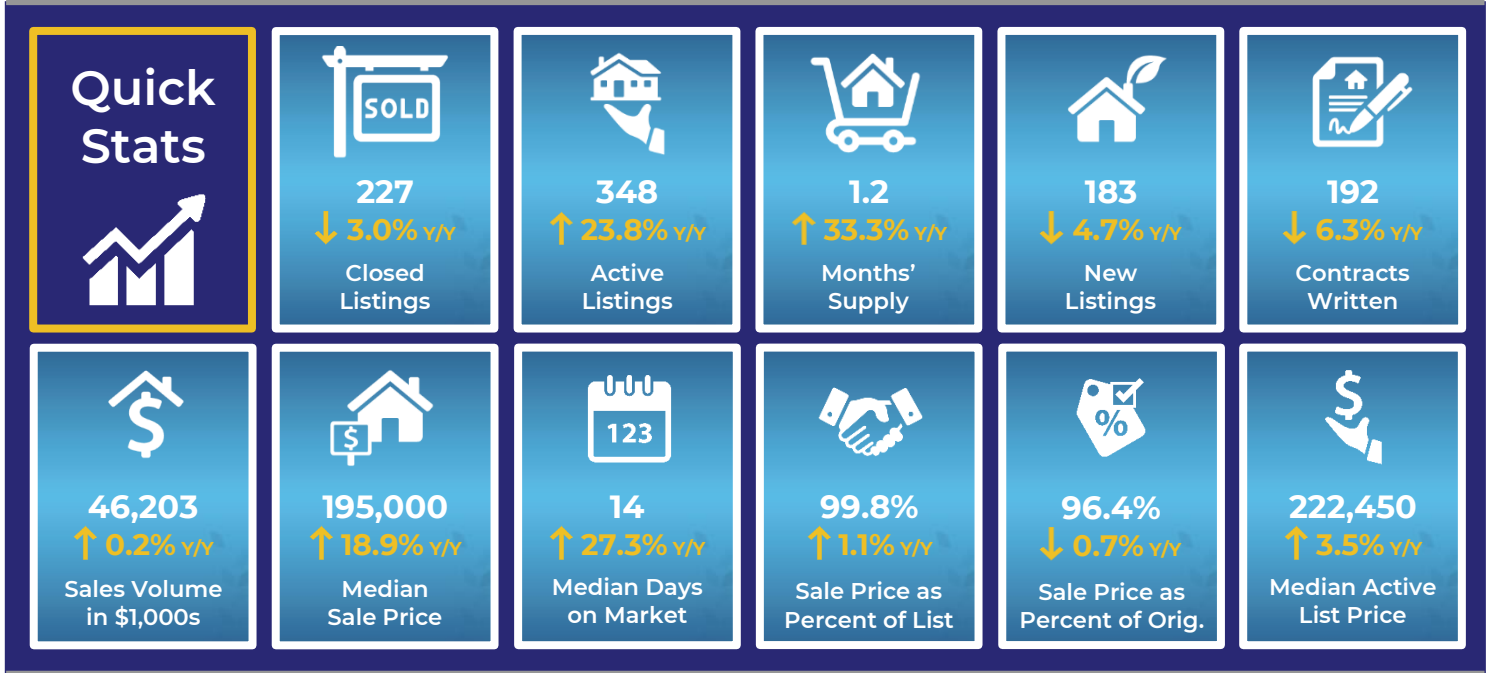 Quick
Stats
SOLD
227
↓ 3.0% Y/Y
Closed
Listings
348
↑ 23.8% Y/Y
Active
Listings
1.2
↑ 33.3% Y/Y
Months’
Supply
183
↓ 4.7% Y/Y
New
Listings
192
↓ 6.3% Y/Y
Contracts
Written
$
46,203
↑ 0.2% Y/Y
Sales Volume
in $1,000s
$
195,000
↑ 18.9% Y/Y
Median
Sale Price
123
14
↑ 27.3% Y/Y
Median Days
on Market
99.8%
↑ 1.1% Y/Y
Sale Price as
Percent of List
%
96.4%
↓ 0.7% Y/Y
Sale Price as
Percent of Orig.
$
222,450
↑ 3.5% Y/Y
Median Active
List Price